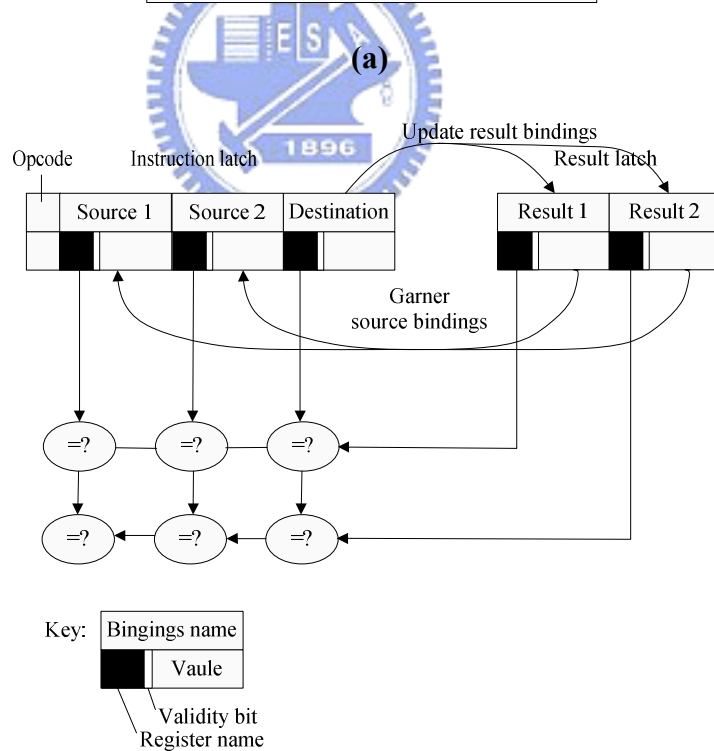 E S A
(a)
1896
Update result bindings
Opcode
Instruction latch
Result latch
Source 1
Source 2
Destination
Result 1
Result 2
Garner
source bindings
=?
=?
=?
=?
=?
=?
Key:
Bingings name
Vaule
Validity bit
Register name